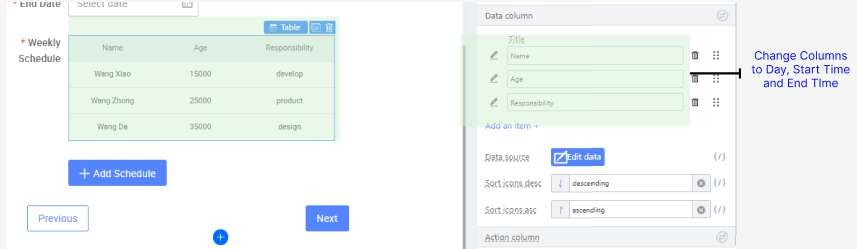 * End Date
Select date
* Weekly
Schedule
Table
Name Age Responsibility
Wang Xiao 15000 develop
Wang Zhong 25000 product
Wang Da 35000 design
+ Add Schedule
Previous
Next
Data column
Title
Name
Age
Responsibility
Add an item +
Data source Edit data {/}
Sort icons desc descending {/}
Sort icons asc ascending {/}
Action column
Change Columns
to Day, Start Time
and End TIme